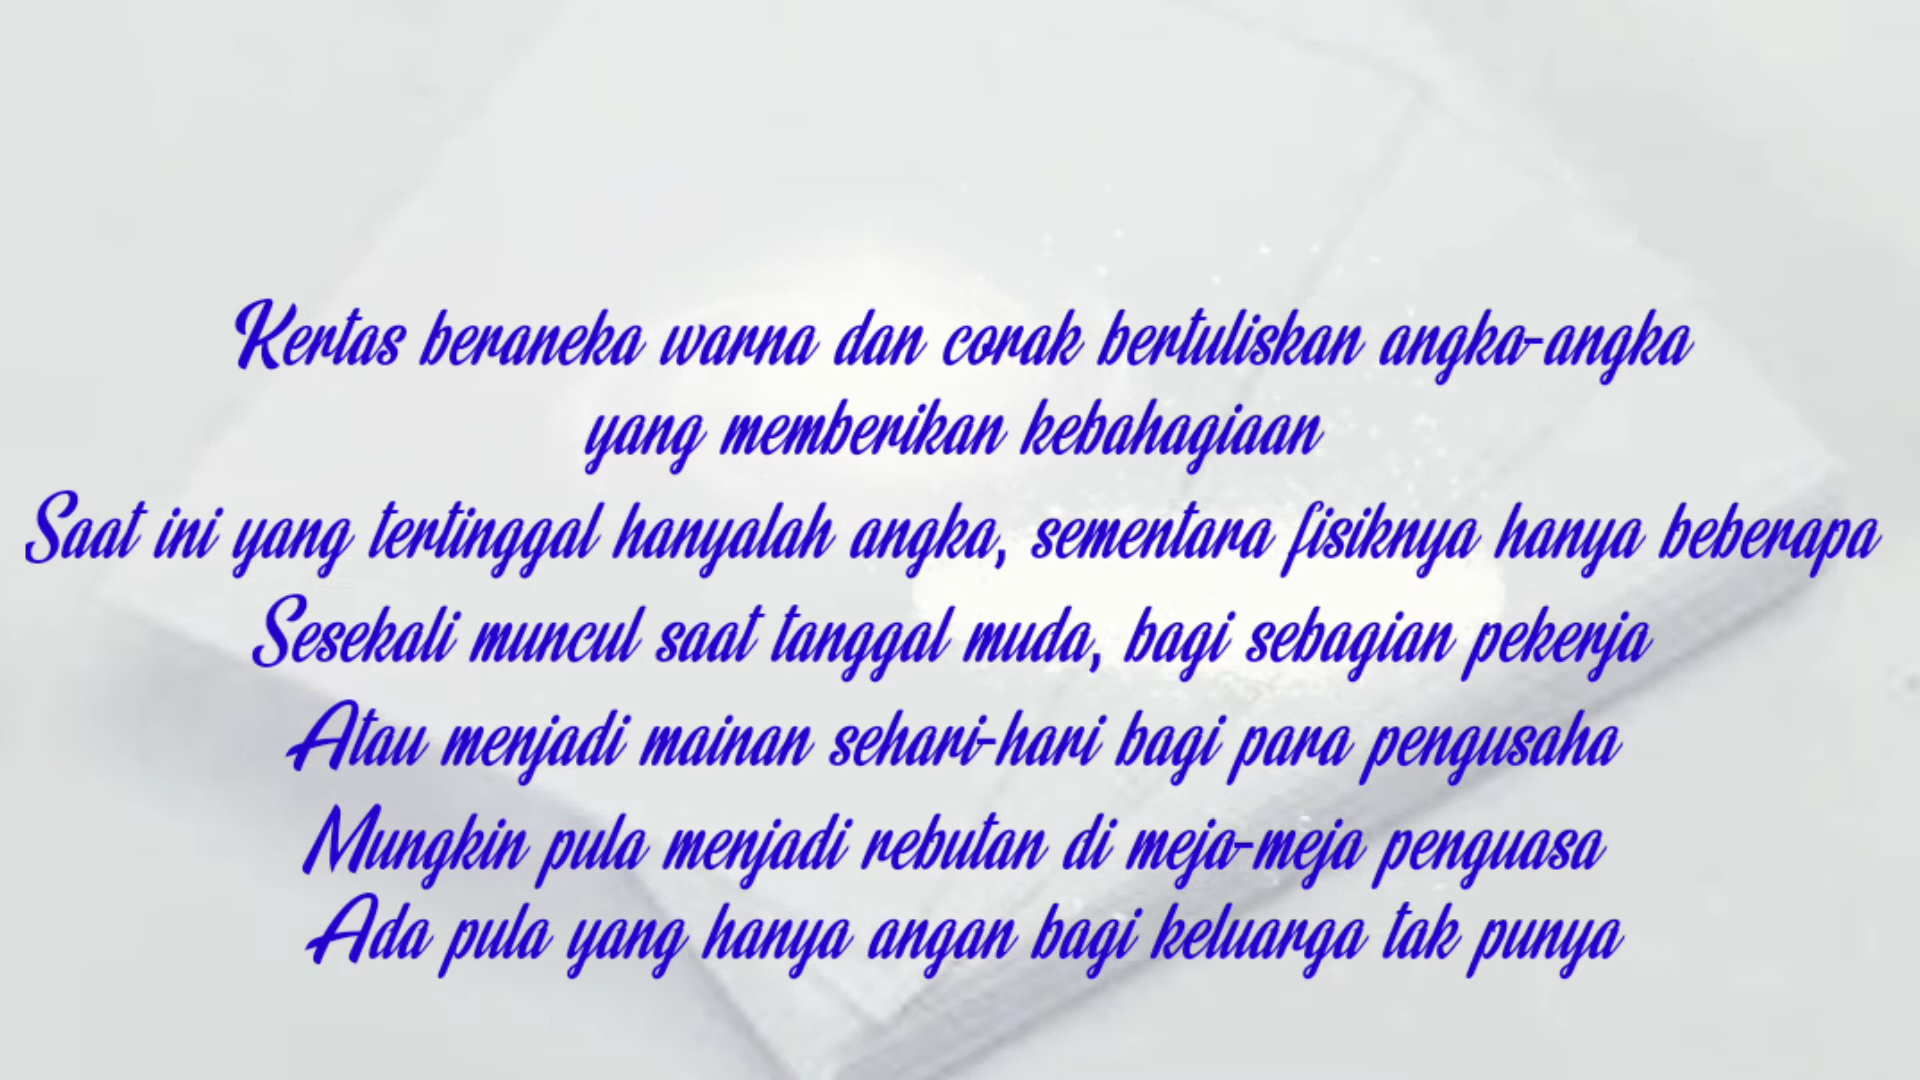 Kertas beraneka warna dan corak bertuliskan angka-angka
yang memberikan kebahagiaan
Saat ini yang tertinggal hanyalah angka, sementara fisiknya hanya beberapa
Sesekali muncul saat tanggal muda, bagi sebagian pekerja
Atau menjadi mainan sehari-hari bagi para pengusaha
Mungkin pula menjadi rebutan di meja-meja penguasa
Ada pula yang hanya angan bagi keluarga tak punya